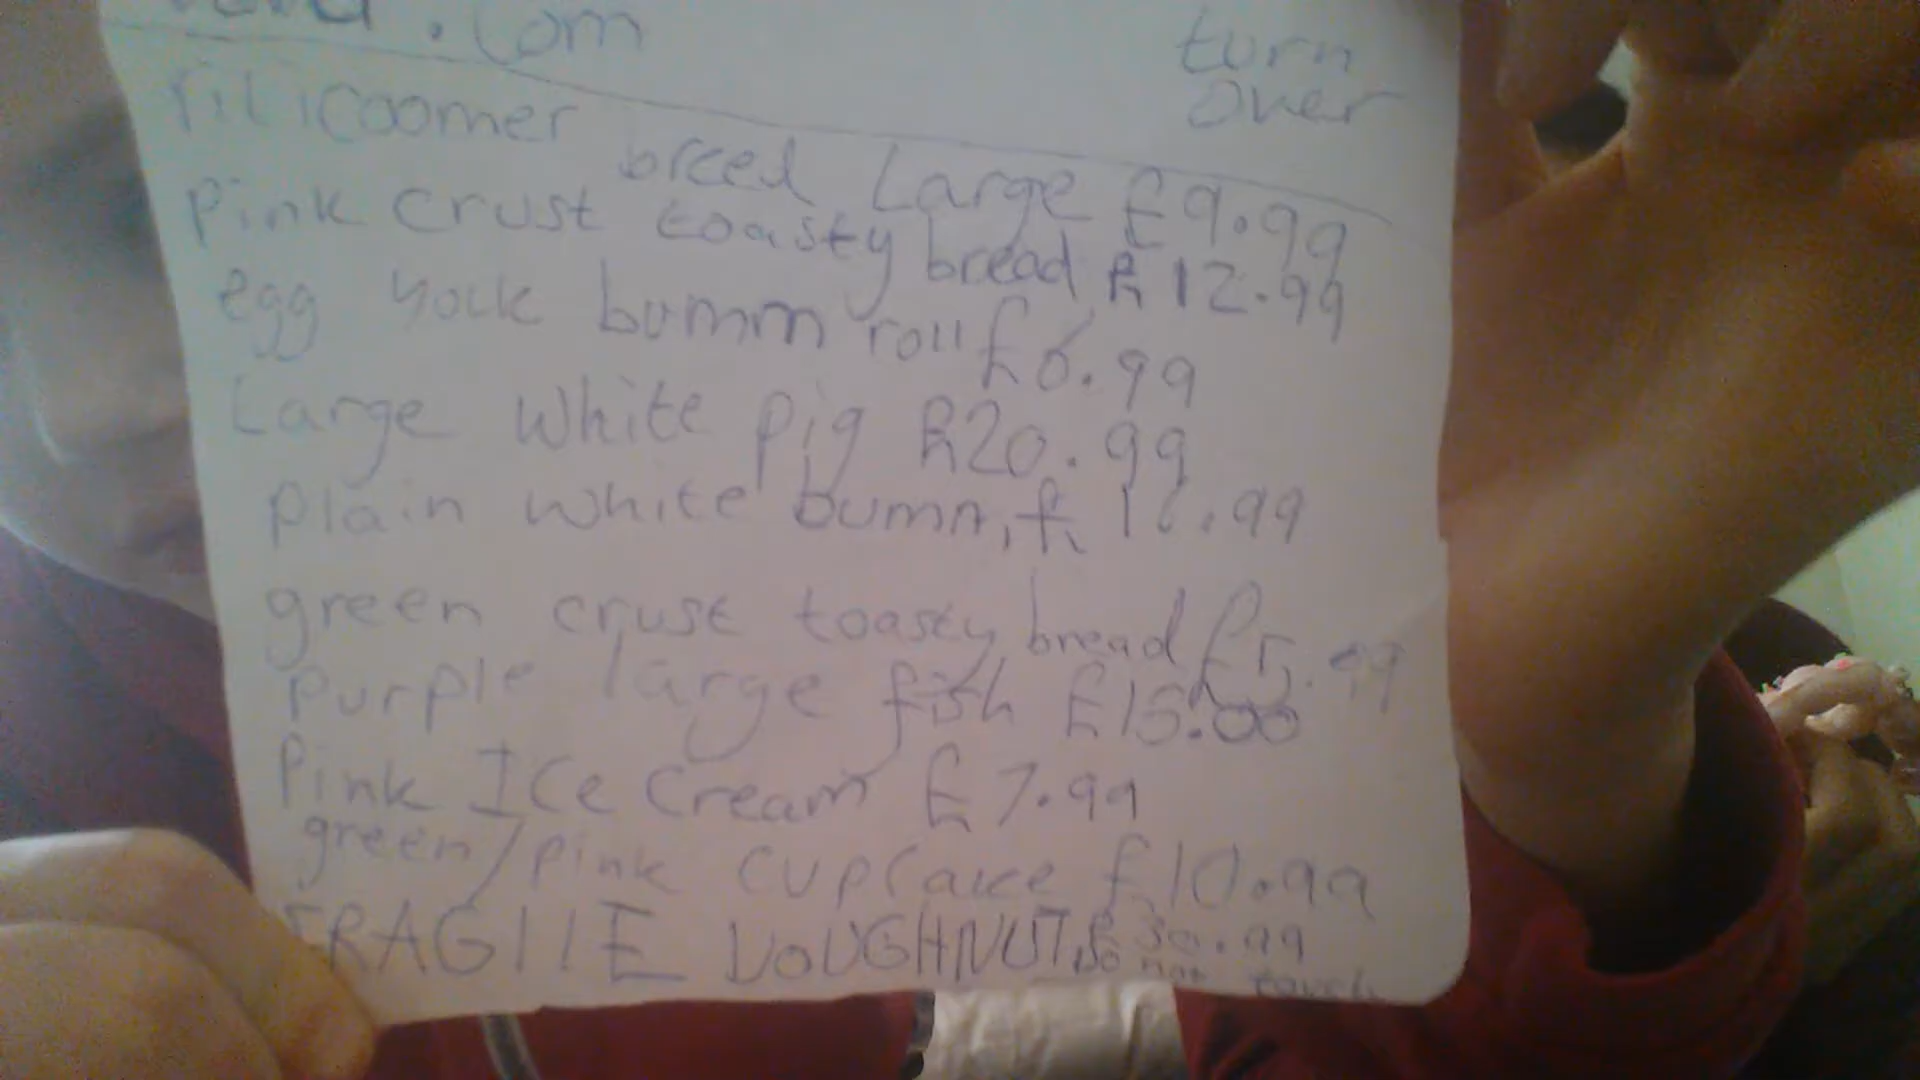 .com
turn
over
rilicoomer breed Large £9.99
Pink crust toasty bread £12.99
egg yolk bumm roll £6.99
Large white pig £20.99
plain white bumn, £16.99
green crust toasty bread £5.99
Purple large fish £15.00
Pink Ice cream £7.99
green/pink cupcake £10.99
FRAGIlE DOUGHNUT £30.99
Do not touch